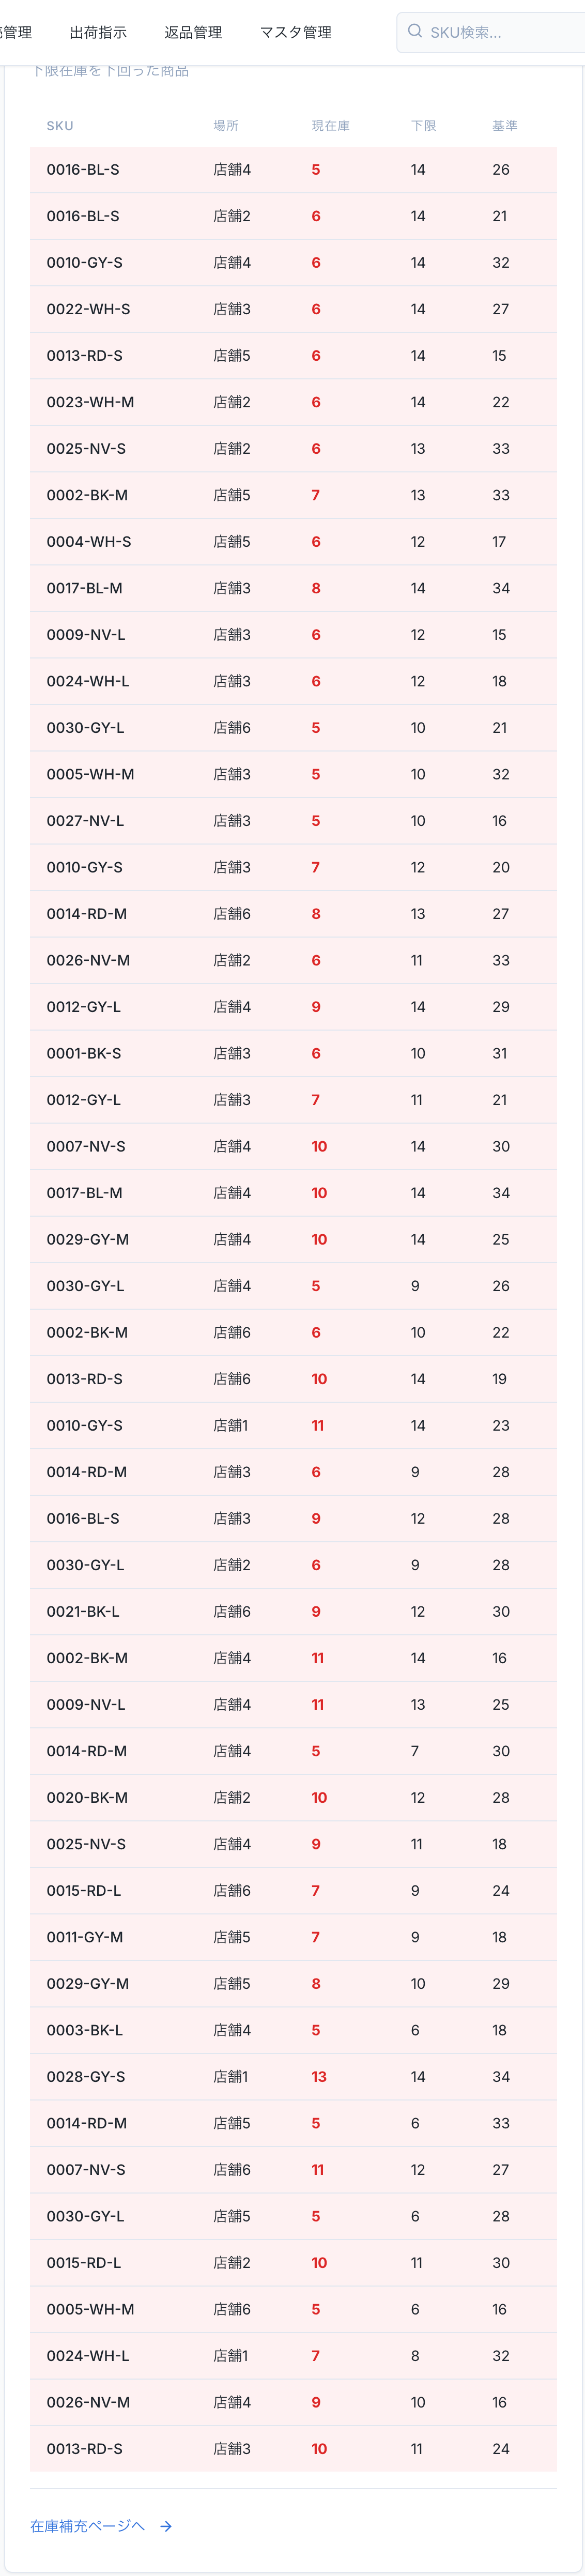 管理 出荷指示 返品管理 マスタ管理 SKU検索...
下限在庫を下回った商品
SKU 場所 現在庫 下限 基準
0016-BL-S 店舗4 5 14 26
0016-BL-S 店舗2 6 14 21
0010-GY-S 店舗4 6 14 32
0022-WH-S 店舗3 6 14 27
0013-RD-S 店舗5 6 14 15
0023-WH-M 店舗2 6 14 22
0025-NV-S 店舗2 6 13 33
0002-BK-M 店舗5 7 13 33
0004-WH-S 店舗5 6 12 17
0017-BL-M 店舗3 8 14 34
0009-NV-L 店舗3 6 12 15
0024-WH-L 店舗3 6 12 18
0030-GY-L 店舗6 5 10 21
0005-WH-M 店舗3 5 10 32
0027-NV-L 店舗3 5 10 16
0010-GY-S 店舗3 7 12 20
0014-RD-M 店舗6 8 13 27
0026-NV-M 店舗2 6 11 33
0012-GY-L 店舗4 9 14 29
0001-BK-S 店舗3 6 10 31
0012-GY-L 店舗3 7 11 21
0007-NV-S 店舗4 10 14 30
0017-BL-M 店舗4 10 14 34
0029-GY-M 店舗4 10 14 25
0030-GY-L 店舗4 5 9 26
0002-BK-M 店舗6 6 10 22
0013-RD-S 店舗6 10 14 19
0010-GY-S 店舗1 11 14 23
0014-RD-M 店舗3 6 9 28
0016-BL-S 店舗3 9 12 28
0030-GY-L 店舗2 6 9 28
0021-BK-L 店舗6 9 12 30
0002-BK-M 店舗4 11 14 16
0009-NV-L 店舗4 11 13 25
0014-RD-M 店舗4 5 7 30
0020-BK-M 店舗2 10 12 28
0025-NV-S 店舗4 9 11 18
0015-RD-L 店舗6 7 9 24
0011-GY-M 店舗5 7 9 18
0029-GY-M 店舗5 8 10 29
0003-BK-L 店舗4 5 6 18
0028-GY-S 店舗1 13 14 34
0014-RD-M 店舗5 5 6 33
0007-NV-S 店舗6 11 12 27
0030-GY-L 店舗5 5 6 28
0015-RD-L 店舗2 10 11 30
0005-WH-M 店舗6 5 6 16
0024-WH-L 店舗1 7 8 32
0026-NV-M 店舗4 9 10 16
0013-RD-S 店舗3 10 11 24
在庫補充ページへ →